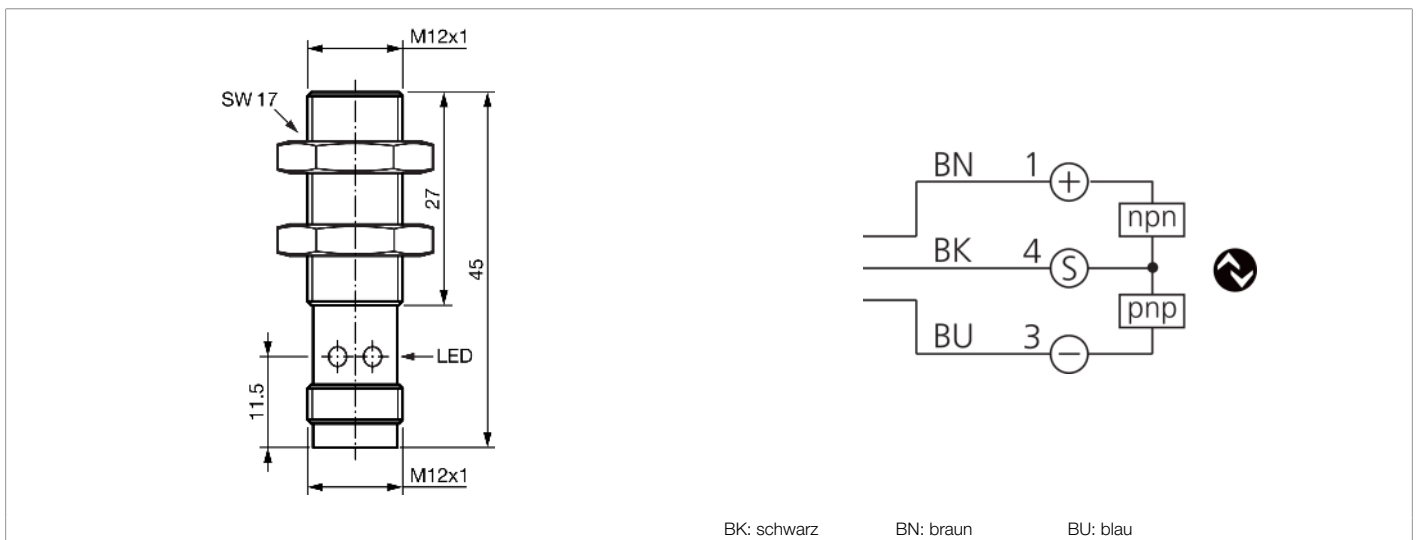 M12x1
SW 17
27
45
LED
11.5
M12x1
BN 1 +
npn
BK 4 S
pnp
BU 3 −
BK: schwarz BN: braun BU: blau